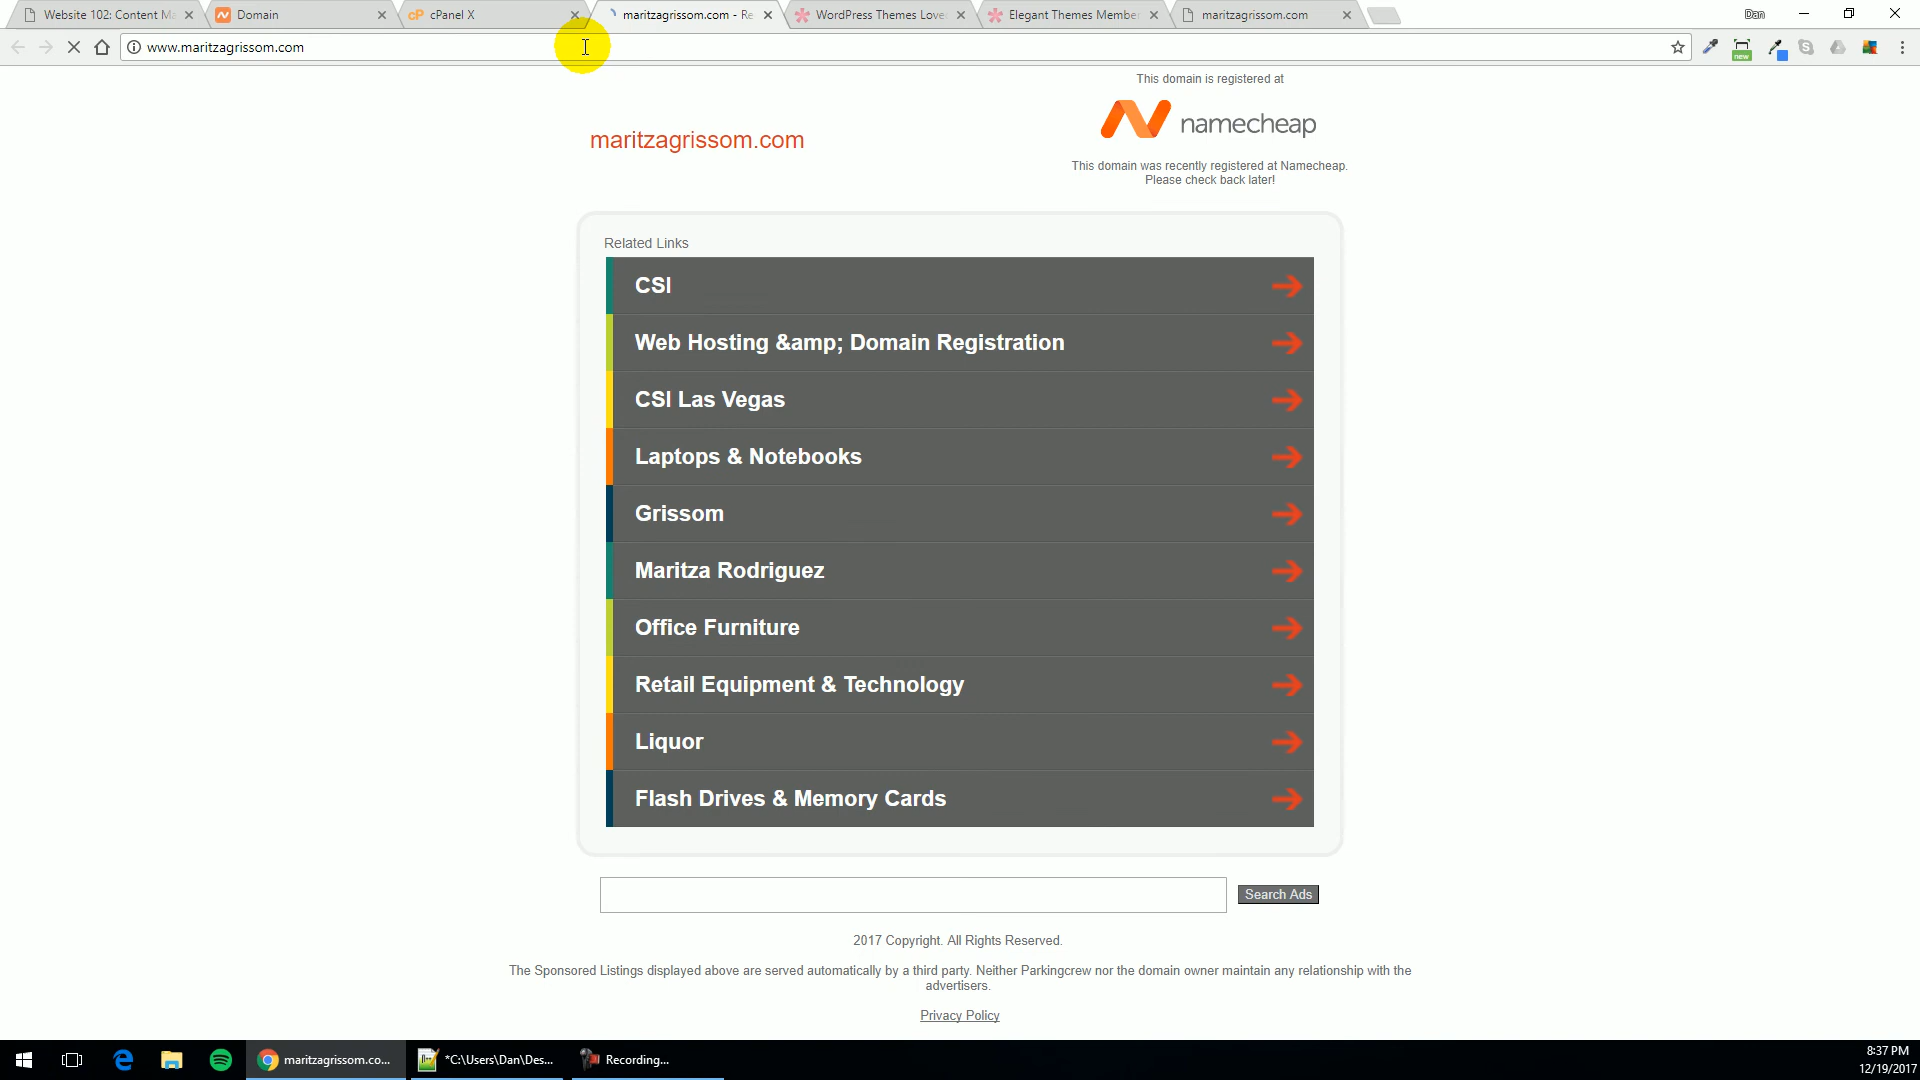 Website 102: Content Ma
Domain
cPanel X
maritzagrissom.com - Re
WordPress Themes Love
Elegant Themes Membe
maritzagrissom.com
Dan
www.maritzagrissom.com
new
This domain is registered at
namecheap
maritzagrissom.com
This domain was recently registered at Namecheap.
Please check back later!
Related Links
CSI
Web Hosting &amp; Domain Registration
CSI Las Vegas
Laptops & Notebooks
Grissom
Maritza Rodriguez
Office Furniture
Retail Equipment & Technology
Liquor
Flash Drives & Memory Cards
Search Ads
2017 Copyright. All Rights Reserved.
The Sponsored Listings displayed above are served automatically by a third party. Neither Parkingcrew nor the domain owner maintain any relationship with the
advertisers.
Privacy Policy
maritzagrissom.co...
*C:\Users\Dan\Des...
Recording...
8:37 PM
12/19/2017